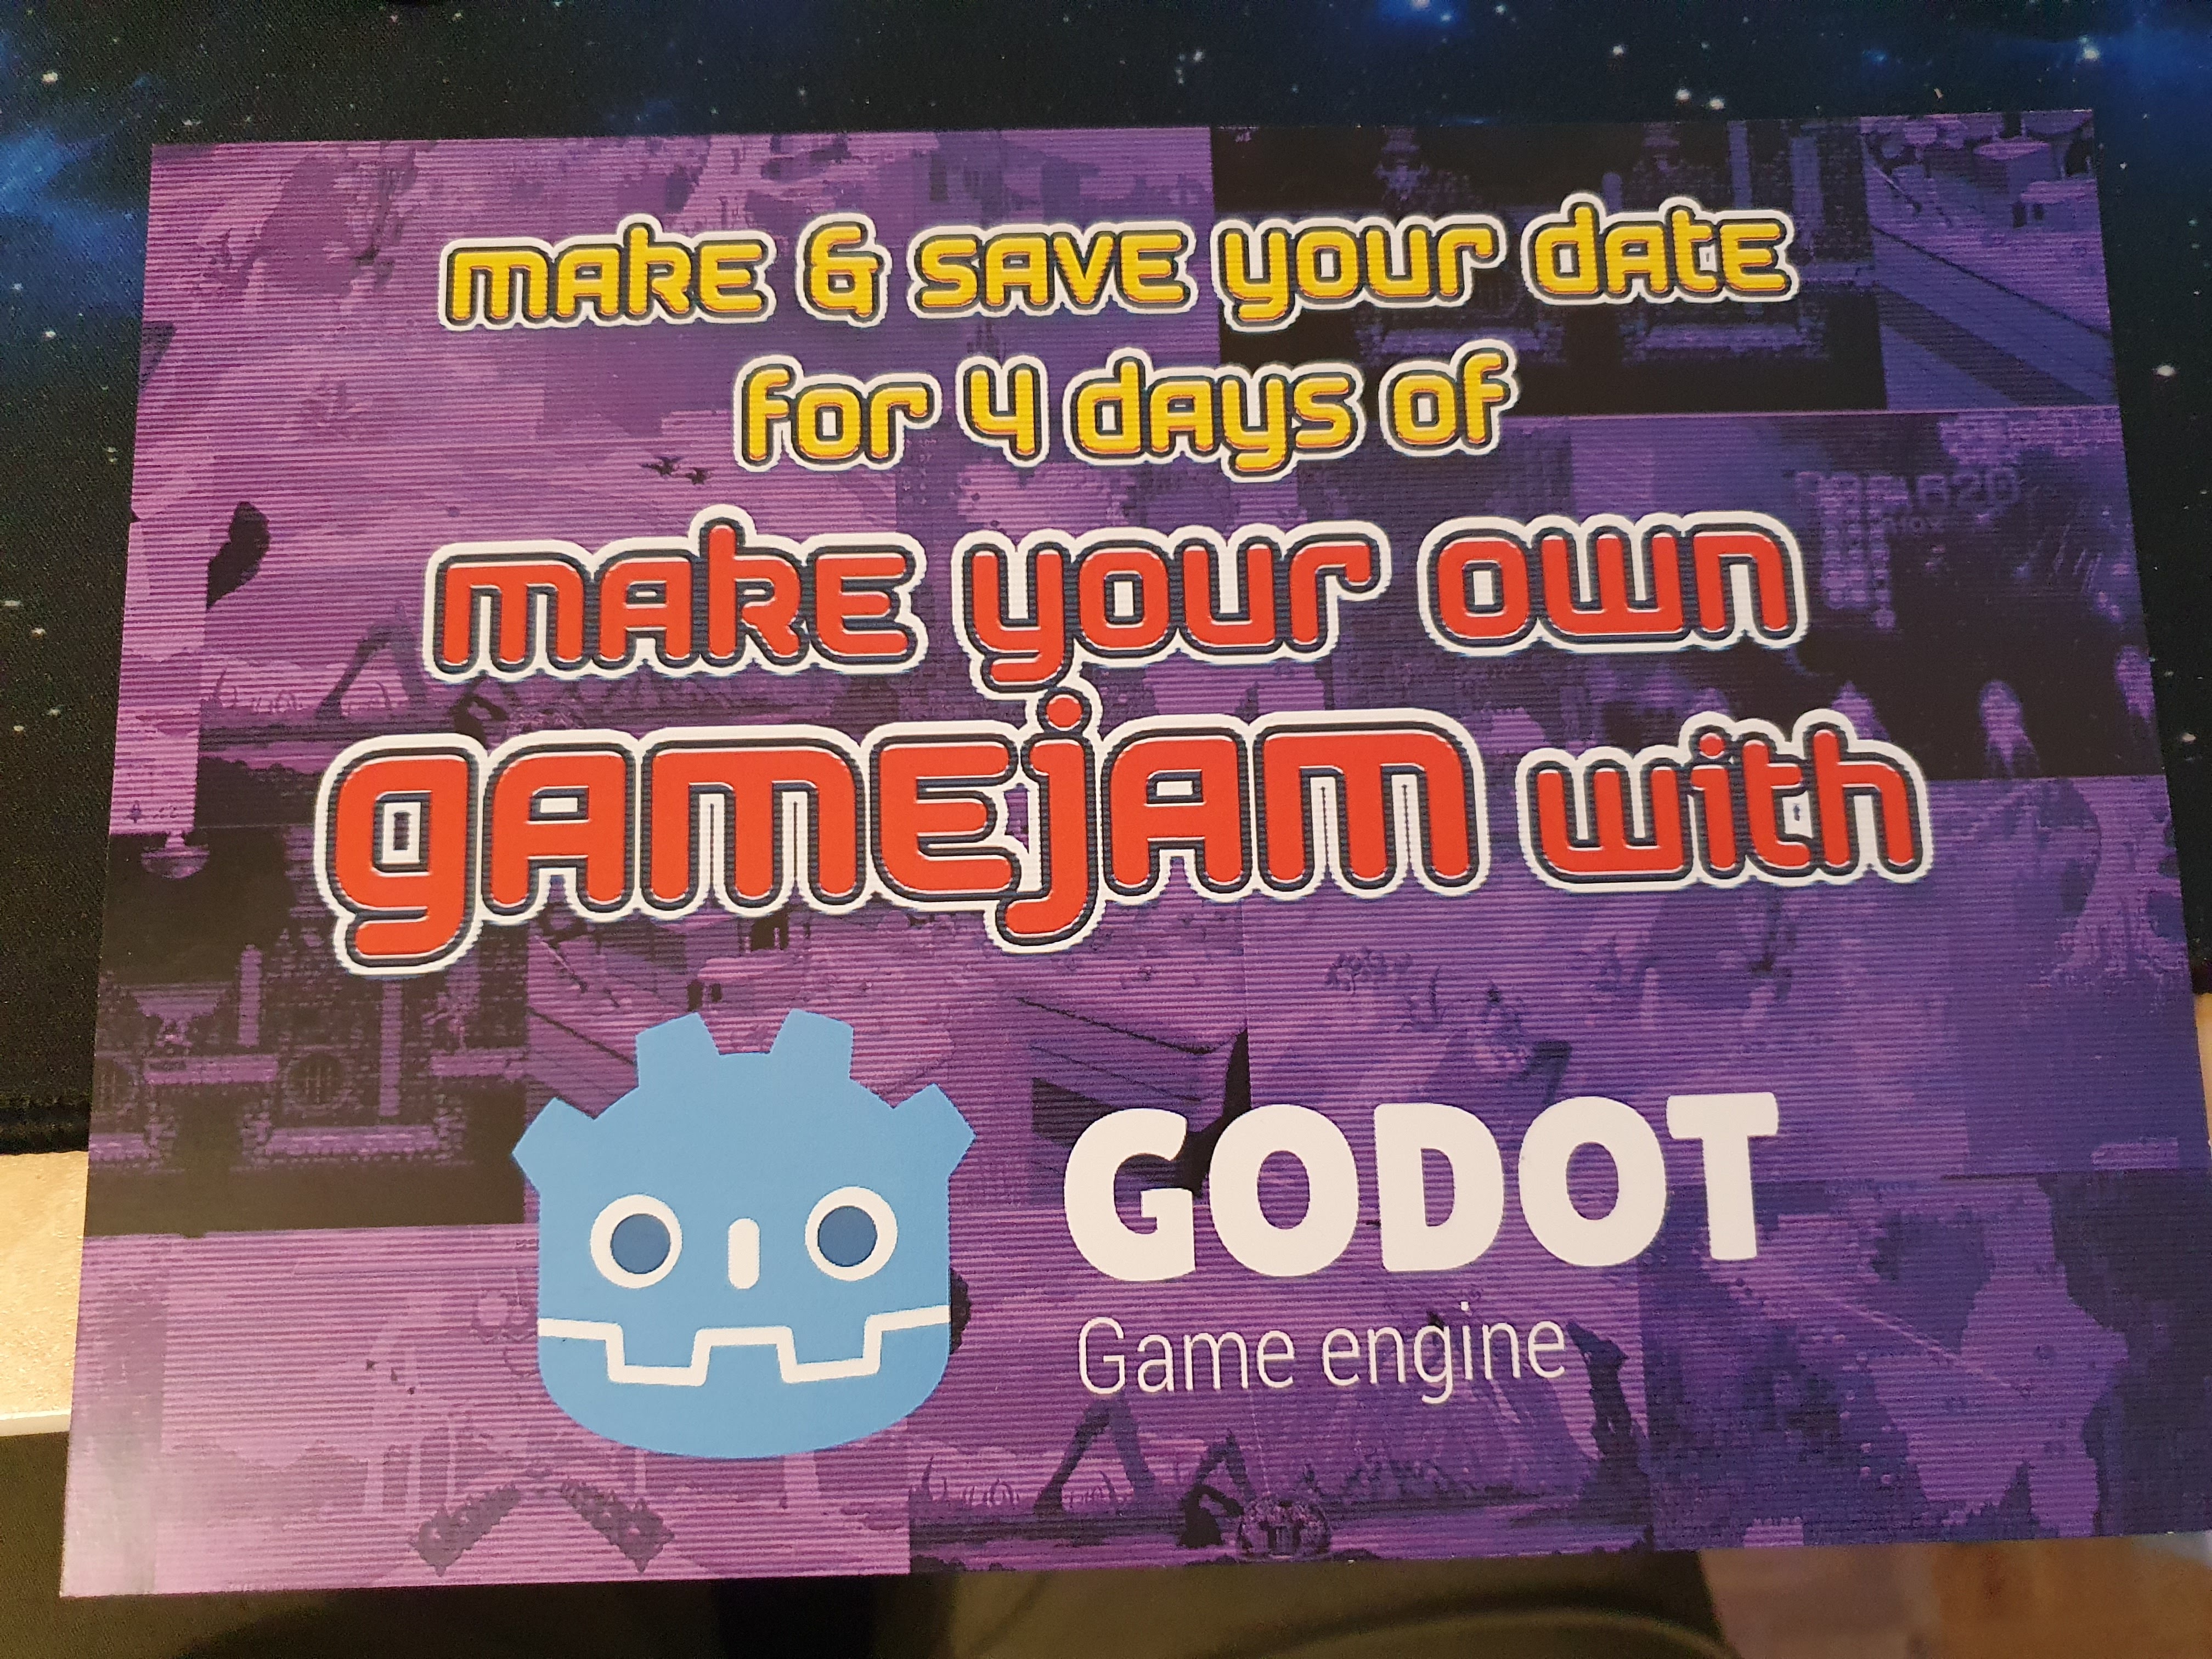 make & save your date
for 4 days of
make your own
gamejam with
GODOT
Game engine